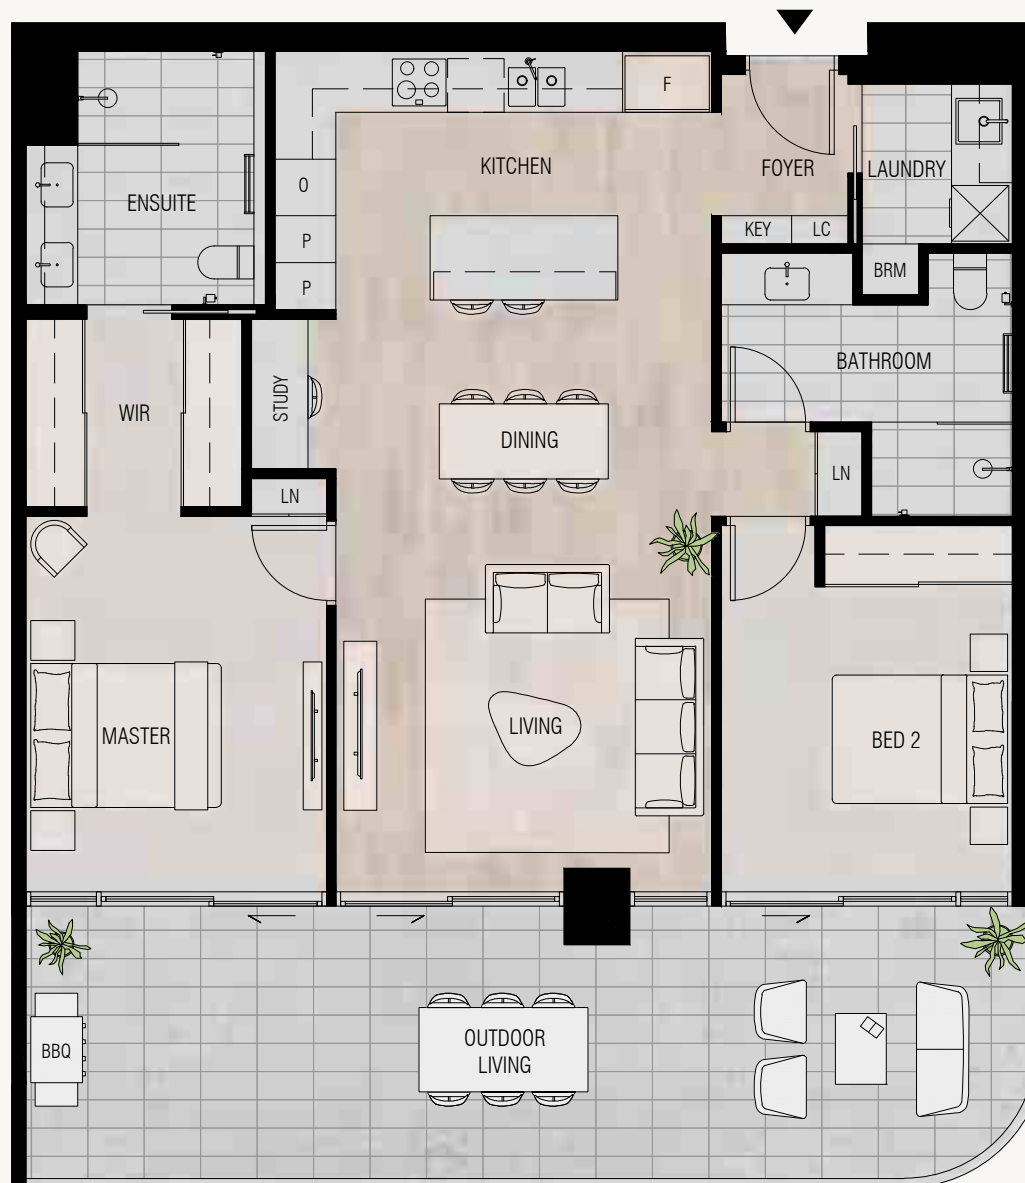 F
KITCHEN
FOYER
LAUNDRY
O
ENSUITE
P
KEY
LC
P
BRM
BATHROOM
STUDY
WIR
DINING
LN
LN
MASTER
LIVING
BED 2
BBQ
OUTDOOR
LIVING